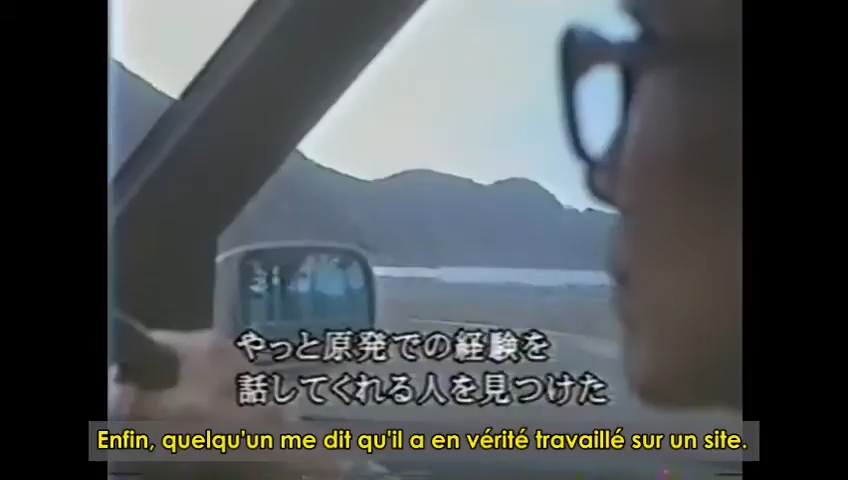 やっと原発での経験を
話してくれる人を見つけた
Enfin, quelqu'un me dit qu'il a en vérité travaillé sur un site.